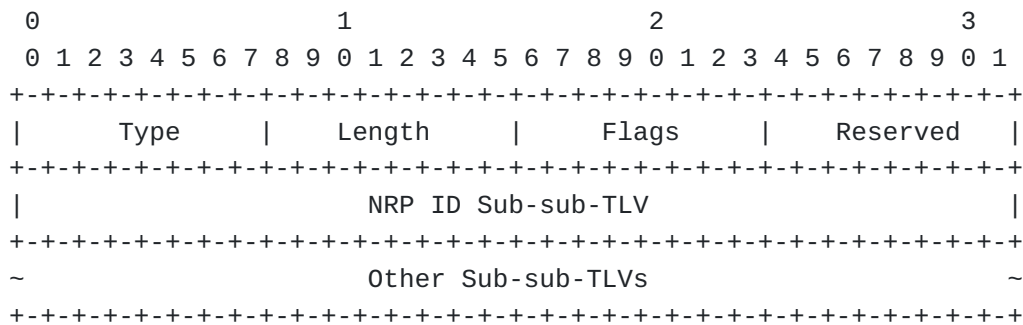 0                   1                   2                   3
 0 1 2 3 4 5 6 7 8 9 0 1 2 3 4 5 6 7 8 9 0 1 2 3 4 5 6 7 8 9 0 1
+-+-+-+-+-+-+-+-+-+-+-+-+-+-+-+-+-+-+-+-+-+-+-+-+-+-+-+-+-+-+-+-+
|      Type     |    Length     |     Flags     |    Reserved   |
+-+-+-+-+-+-+-+-+-+-+-+-+-+-+-+-+-+-+-+-+-+-+-+-+-+-+-+-+-+-+-+-+
|                      NRP ID Sub-sub-TLV                       |
+-+-+-+-+-+-+-+-+-+-+-+-+-+-+-+-+-+-+-+-+-+-+-+-+-+-+-+-+-+-+-+-+
~                      Other Sub-sub-TLVs                       ~
+-+-+-+-+-+-+-+-+-+-+-+-+-+-+-+-+-+-+-+-+-+-+-+-+-+-+-+-+-+-+-+-+